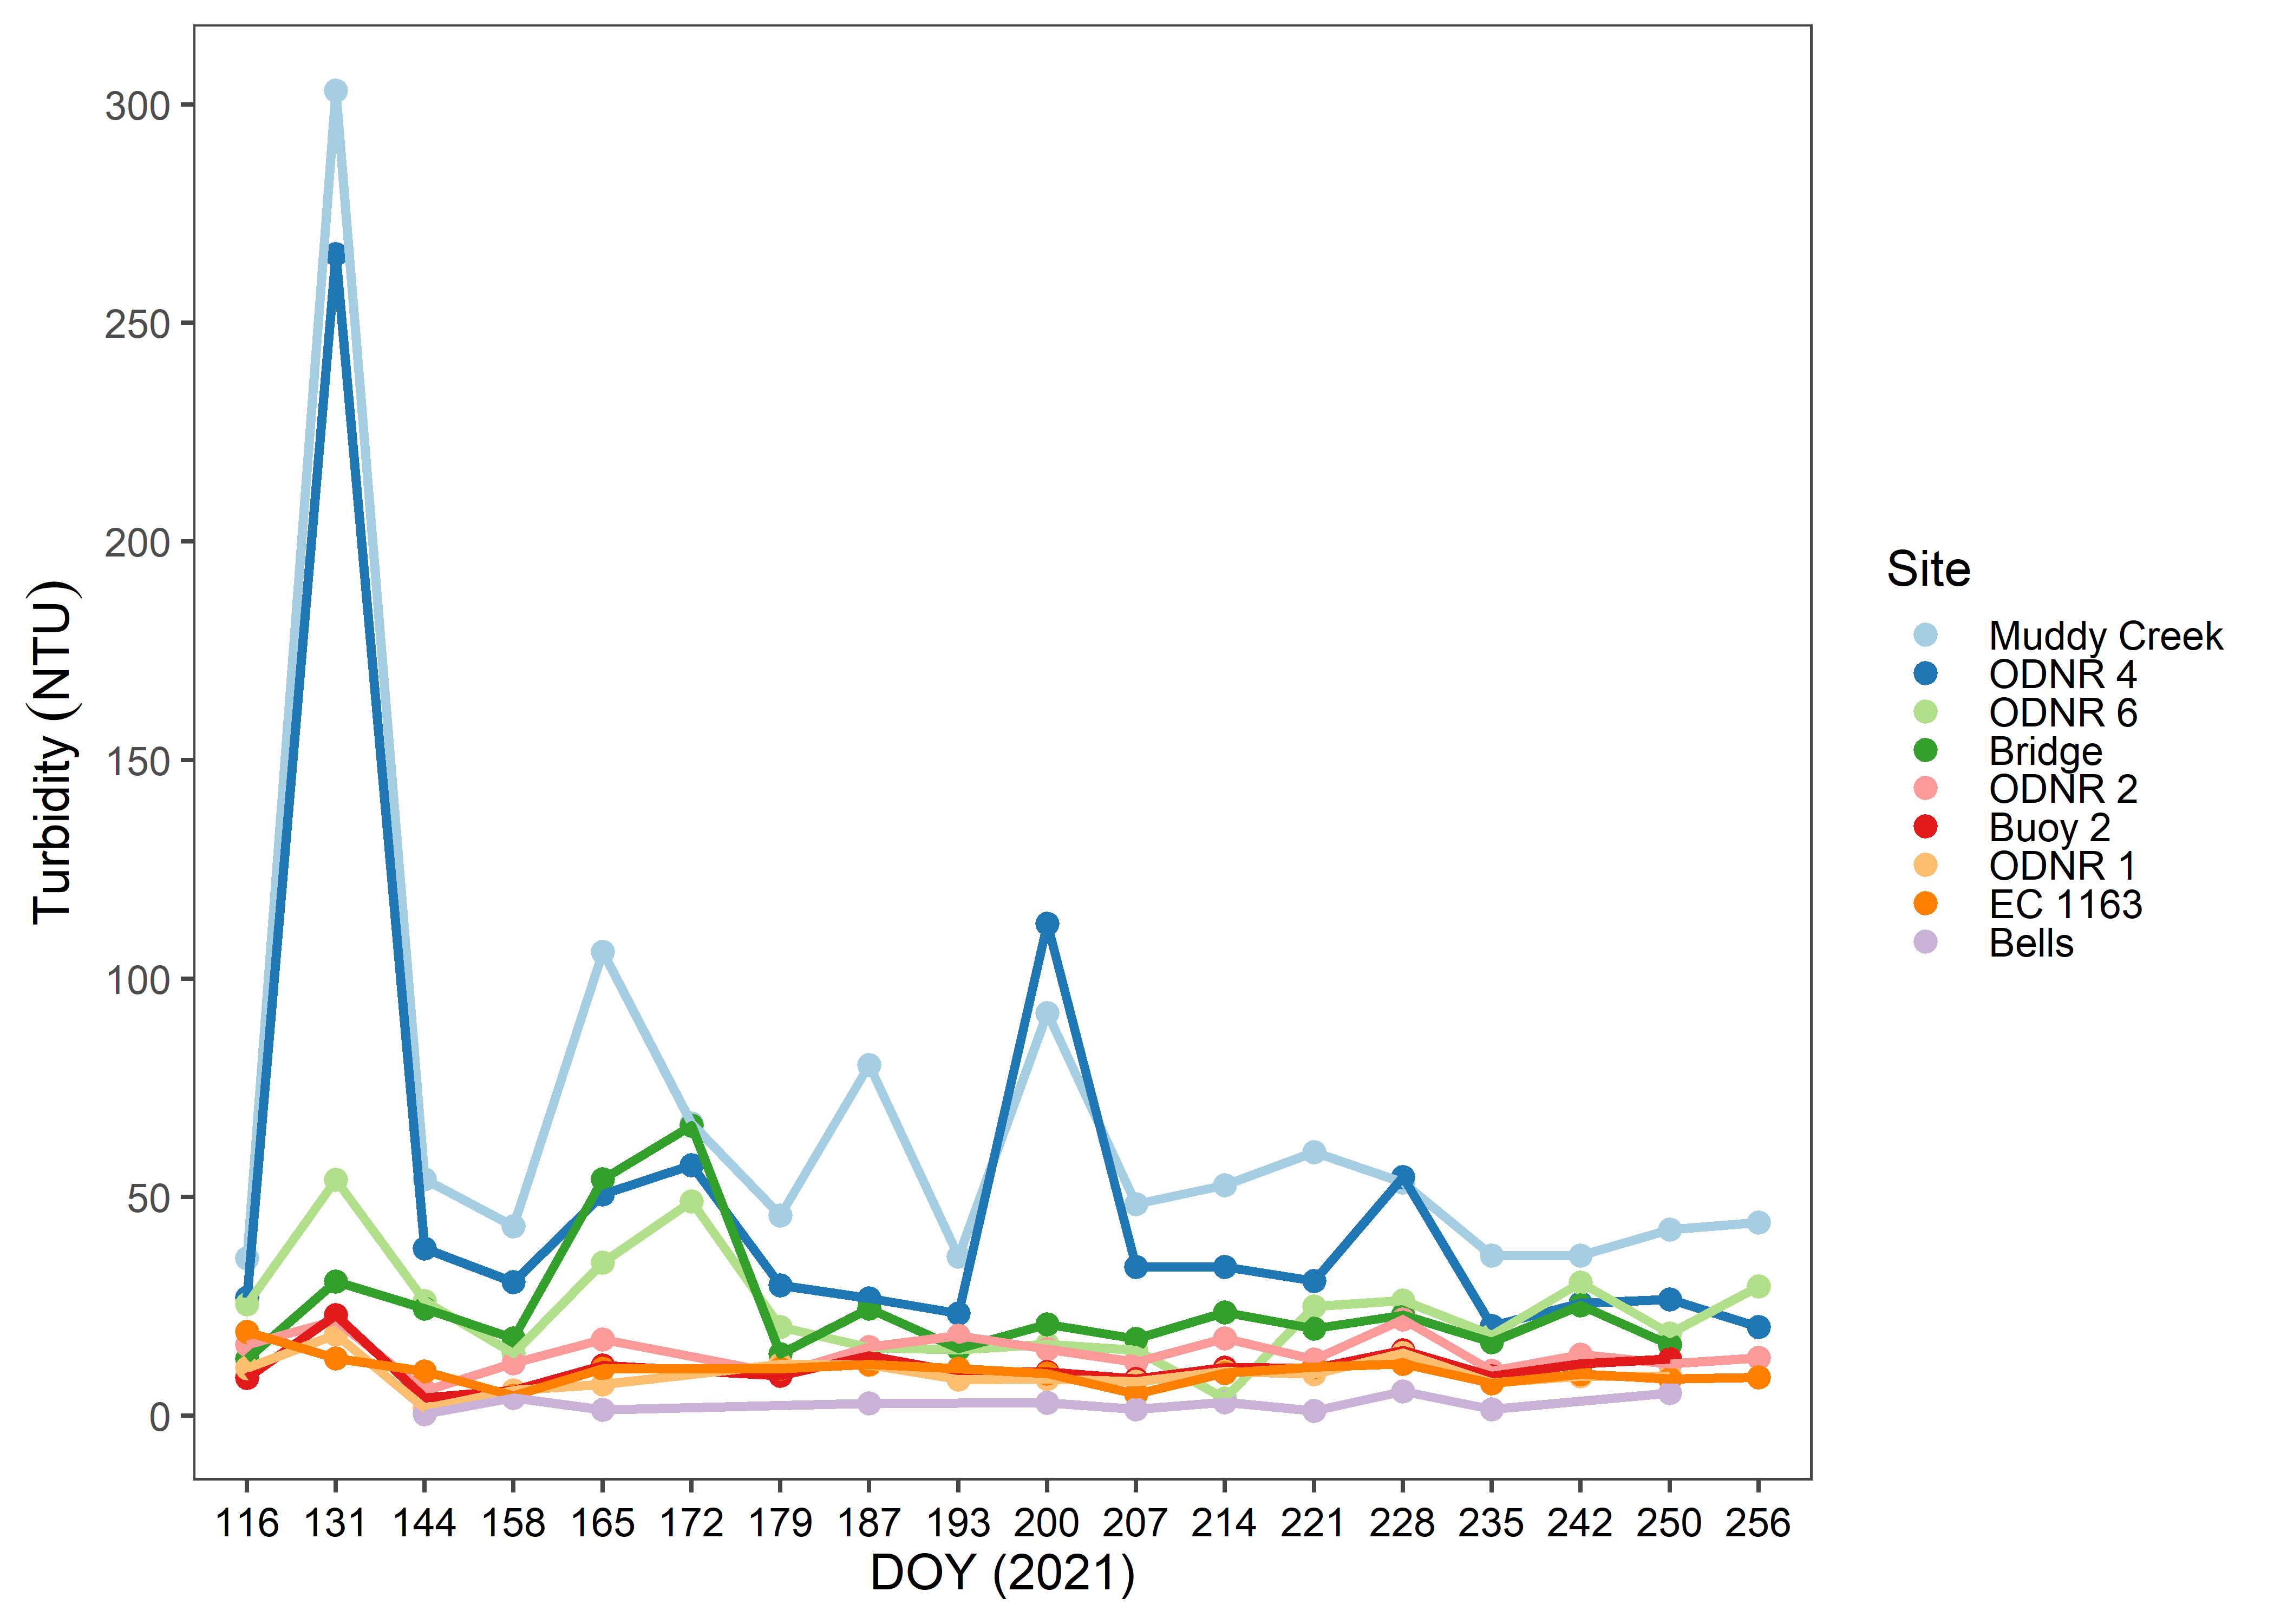 300
250
200
150
100
50
0
Turbidity (NTU)
116 131 144 158 165 172 179 187 193 200 207 214 221 228 235 242 250 256
DOY (2021)
Site
Muddy Creek
ODNR 4
ODNR 6
Bridge
ODNR 2
Buoy 2
ODNR 1
EC 1163
Bells